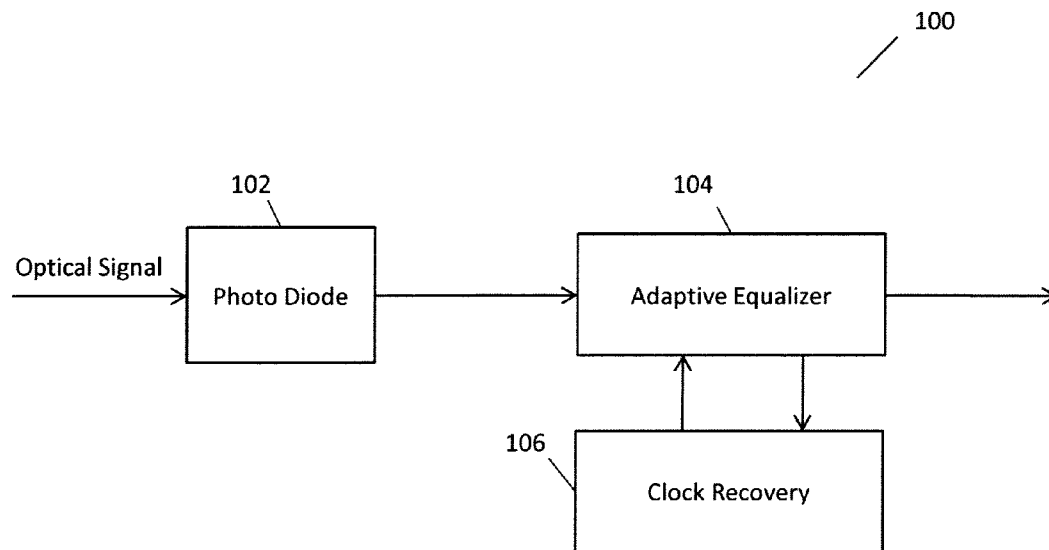 100
102
104
Optical Signal
Photo Diode
Adaptive Equalizer
106
Clock Recovery